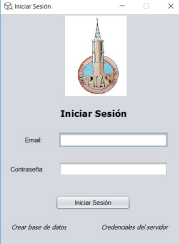 Iniciar Sesión
Iniciar Sesión
Email:
Contraseña:
Iniciar Sesión
Crear base de datos
Credenciales del servidor